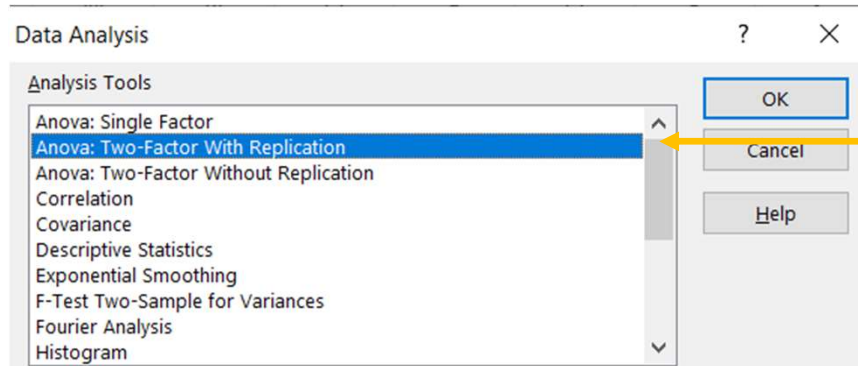 Data Analysis
?
Analysis Tools
Anova: Single Factor
Anova: Two-Factor With Replication
Anova: Two-Factor Without Replication
Correlation
Covariance
Descriptive Statistics
Exponential Smoothing
F-Test Two-Sample for Variances
Fourier Analysis
Histogram
OK
Cancel
Help